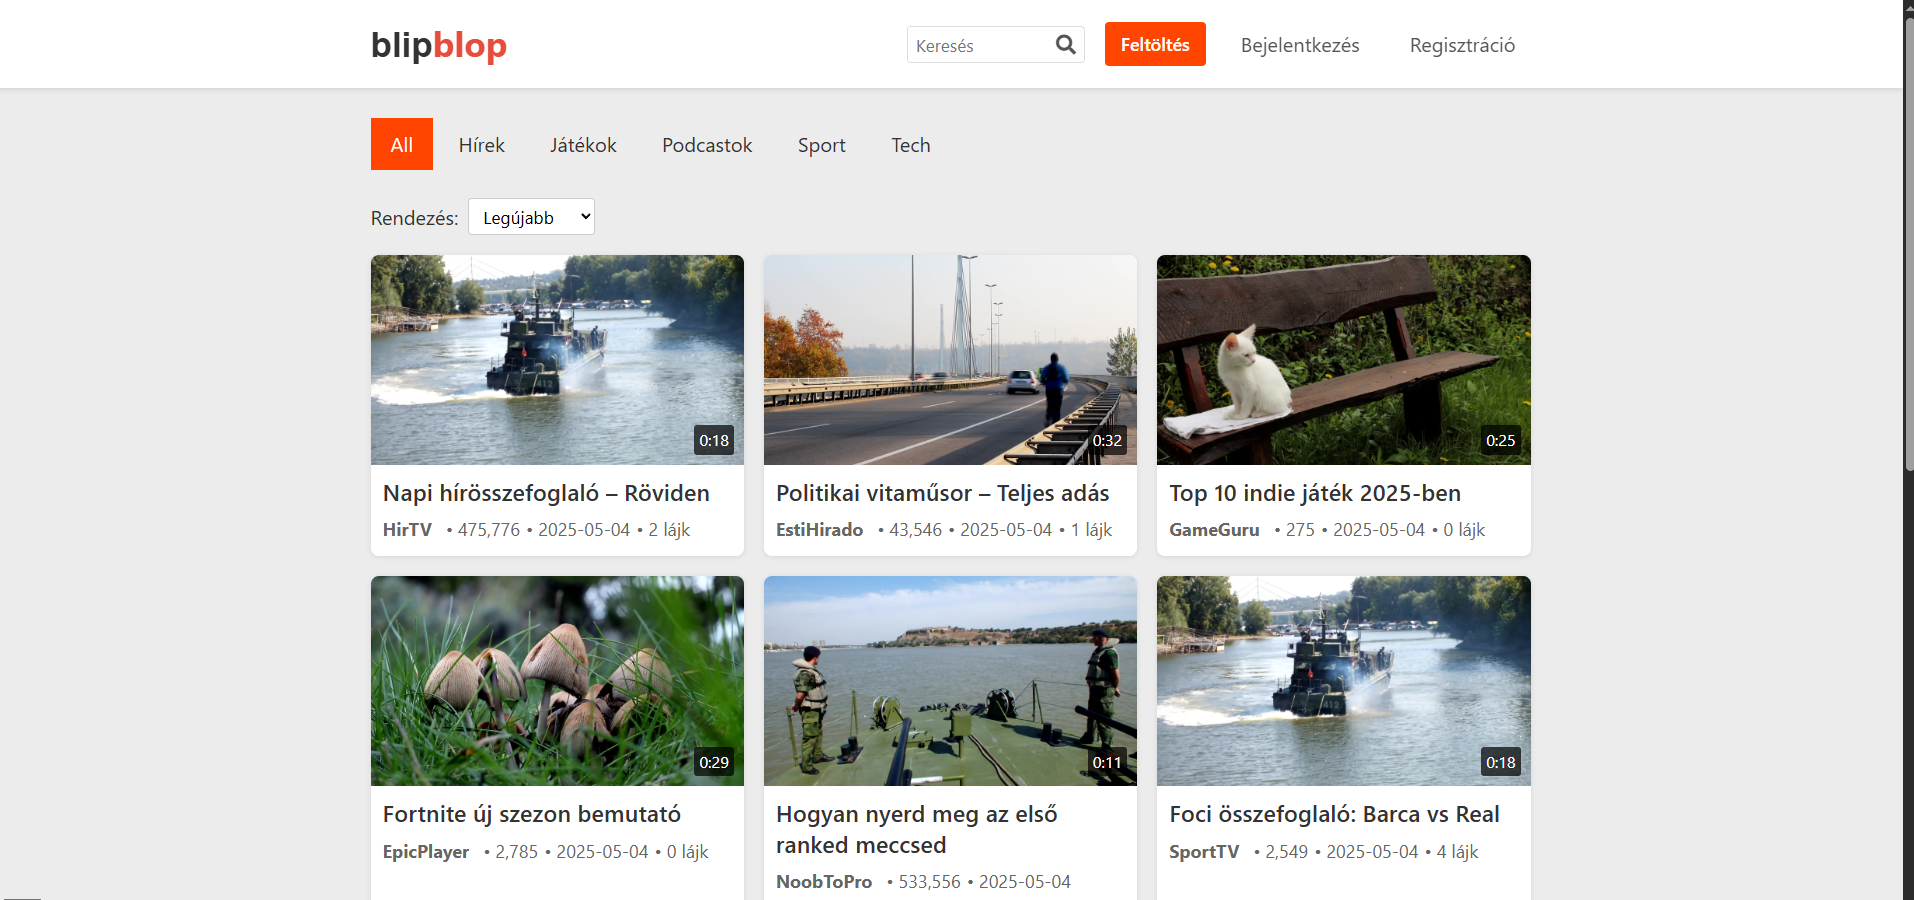 blipblop
Keresés
Feltöltés
Bejelentkezés
Regisztráció
All
Hírek
Játékok
Podcastok
Sport
Tech
Rendezés: Legújabb
0:18
0:32
0:25
Napi hírösszefoglaló – Röviden
HirTV • 475,776 • 2025-05-04 • 2 lájk
Politikai vitaműsor – Teljes adás
EstiHirado • 43,546 • 2025-05-04 • 1 lájk
Top 10 indie játék 2025-ben
GameGuru • 275 • 2025-05-04 • 0 lájk
0:29
412
0:11
0:18
412
Fortnite új szezon bemutató
EpicPlayer • 2,785 • 2025-05-04 • 0 lájk
Hogyan nyerd meg az első
ranked meccsed
NoobToPro • 533,556 • 2025-05-04
Foci összefoglaló: Barca vs Real
SportTV • 2,549 • 2025-05-04 • 4 lájk